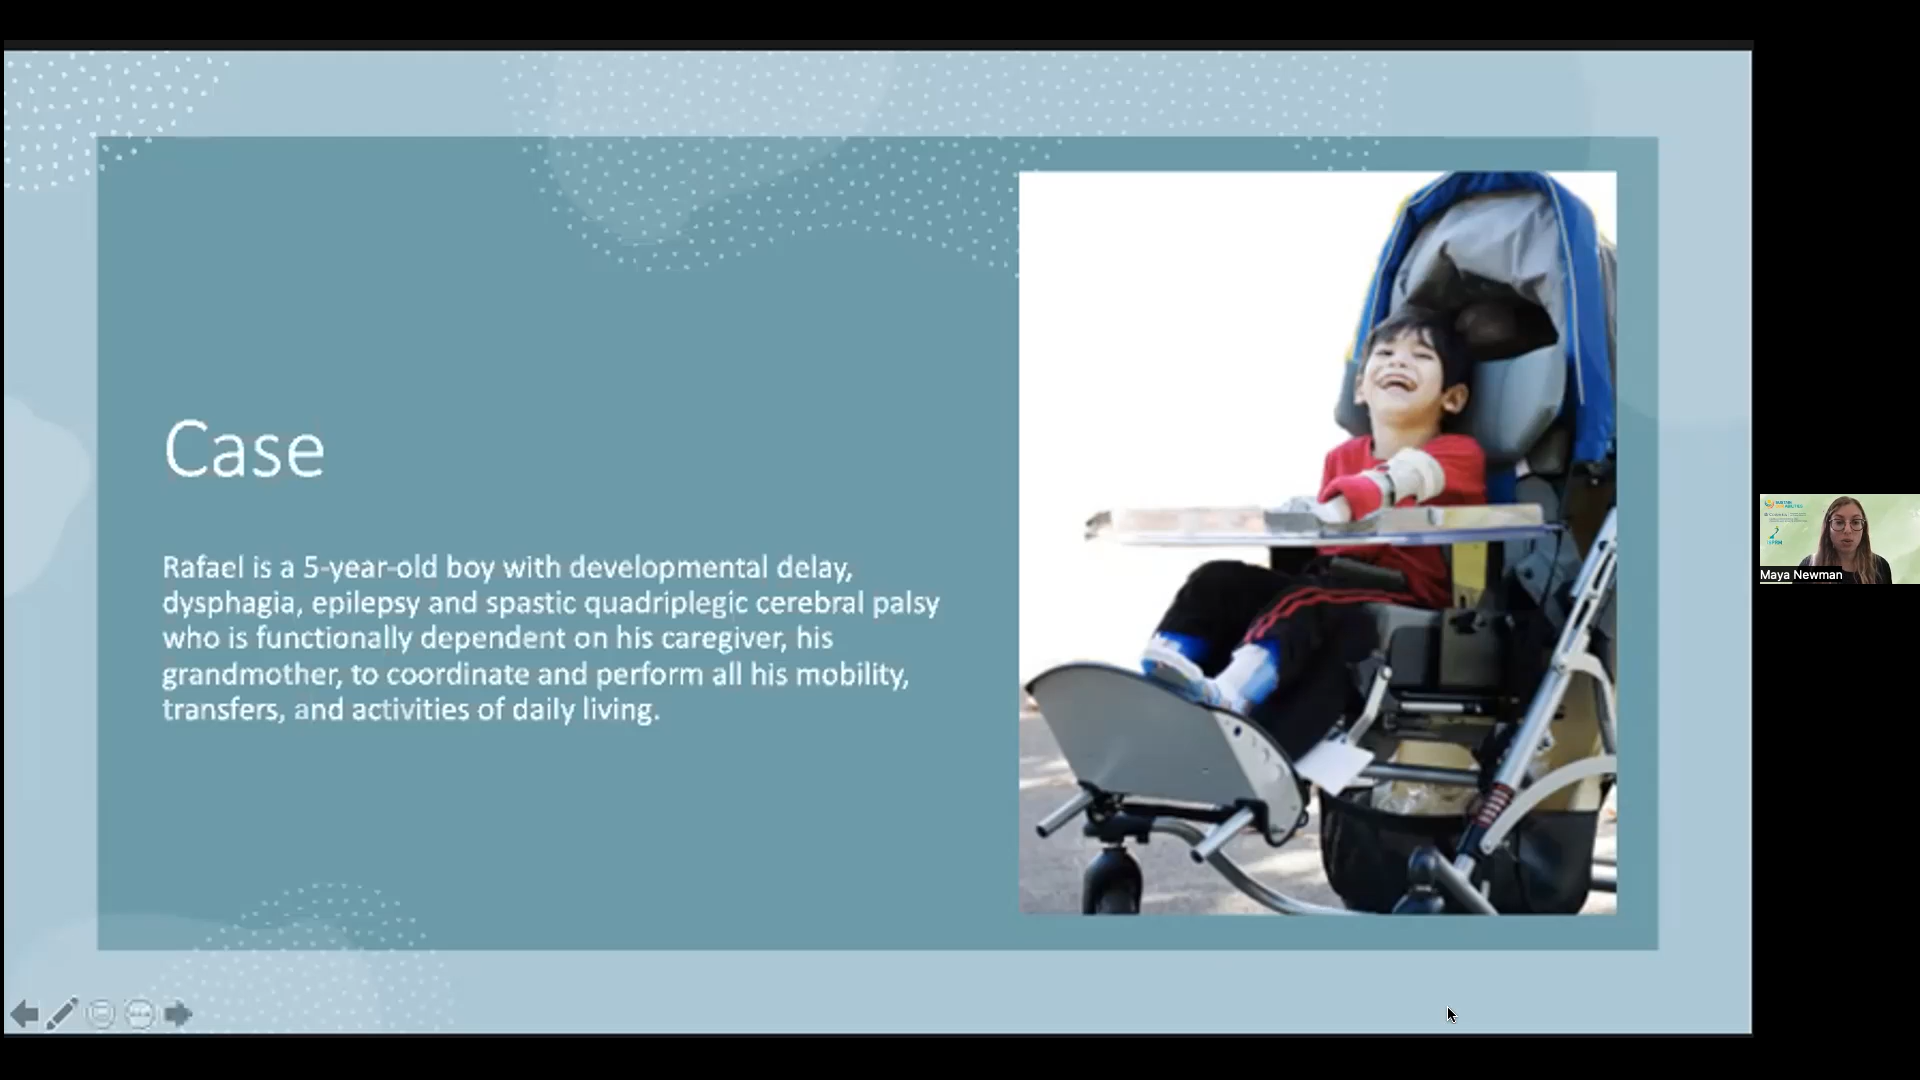 Case
Rafael is a 5-year-old boy with developmental delay,
dysphagia, epilepsy and spastic quadriplegic cerebral palsy
who is functionally dependent on his caregiver, his
grandmother, to coordinate and perform all his mobility,
transfers, and activities of daily living.
Maya Newman